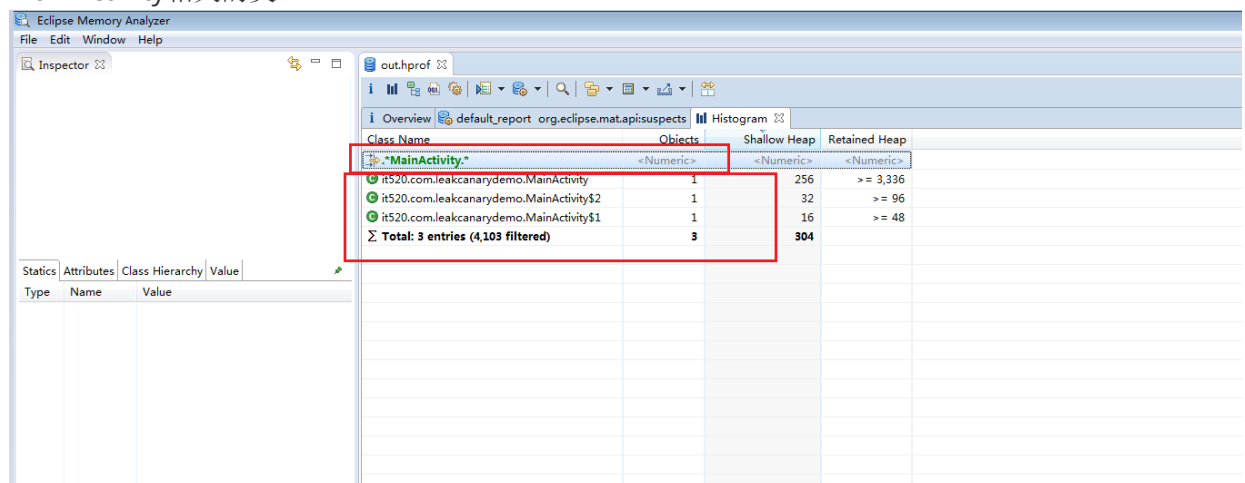 Eclipse Memory Analyzer
File Edit Window Help
Inspector
out.hprof
i Overview default_report org.eclipse.mat.api:suspects Histogram
Class Name Objects Shallow Heap Retained Heap
.*MainActivity.* <Numeric> <Numeric> <Numeric>
it520.com.leakcanarydemo.MainActivity 1 256 >= 3,336
it520.com.leakcanarydemo.MainActivity$2 1 32 >= 96
it520.com.leakcanarydemo.MainActivity$1 1 16 >= 48
Σ Total: 3 entries (4,103 filtered) 3 304
Statics Attributes Class Hierarchy Value
Type Name Value